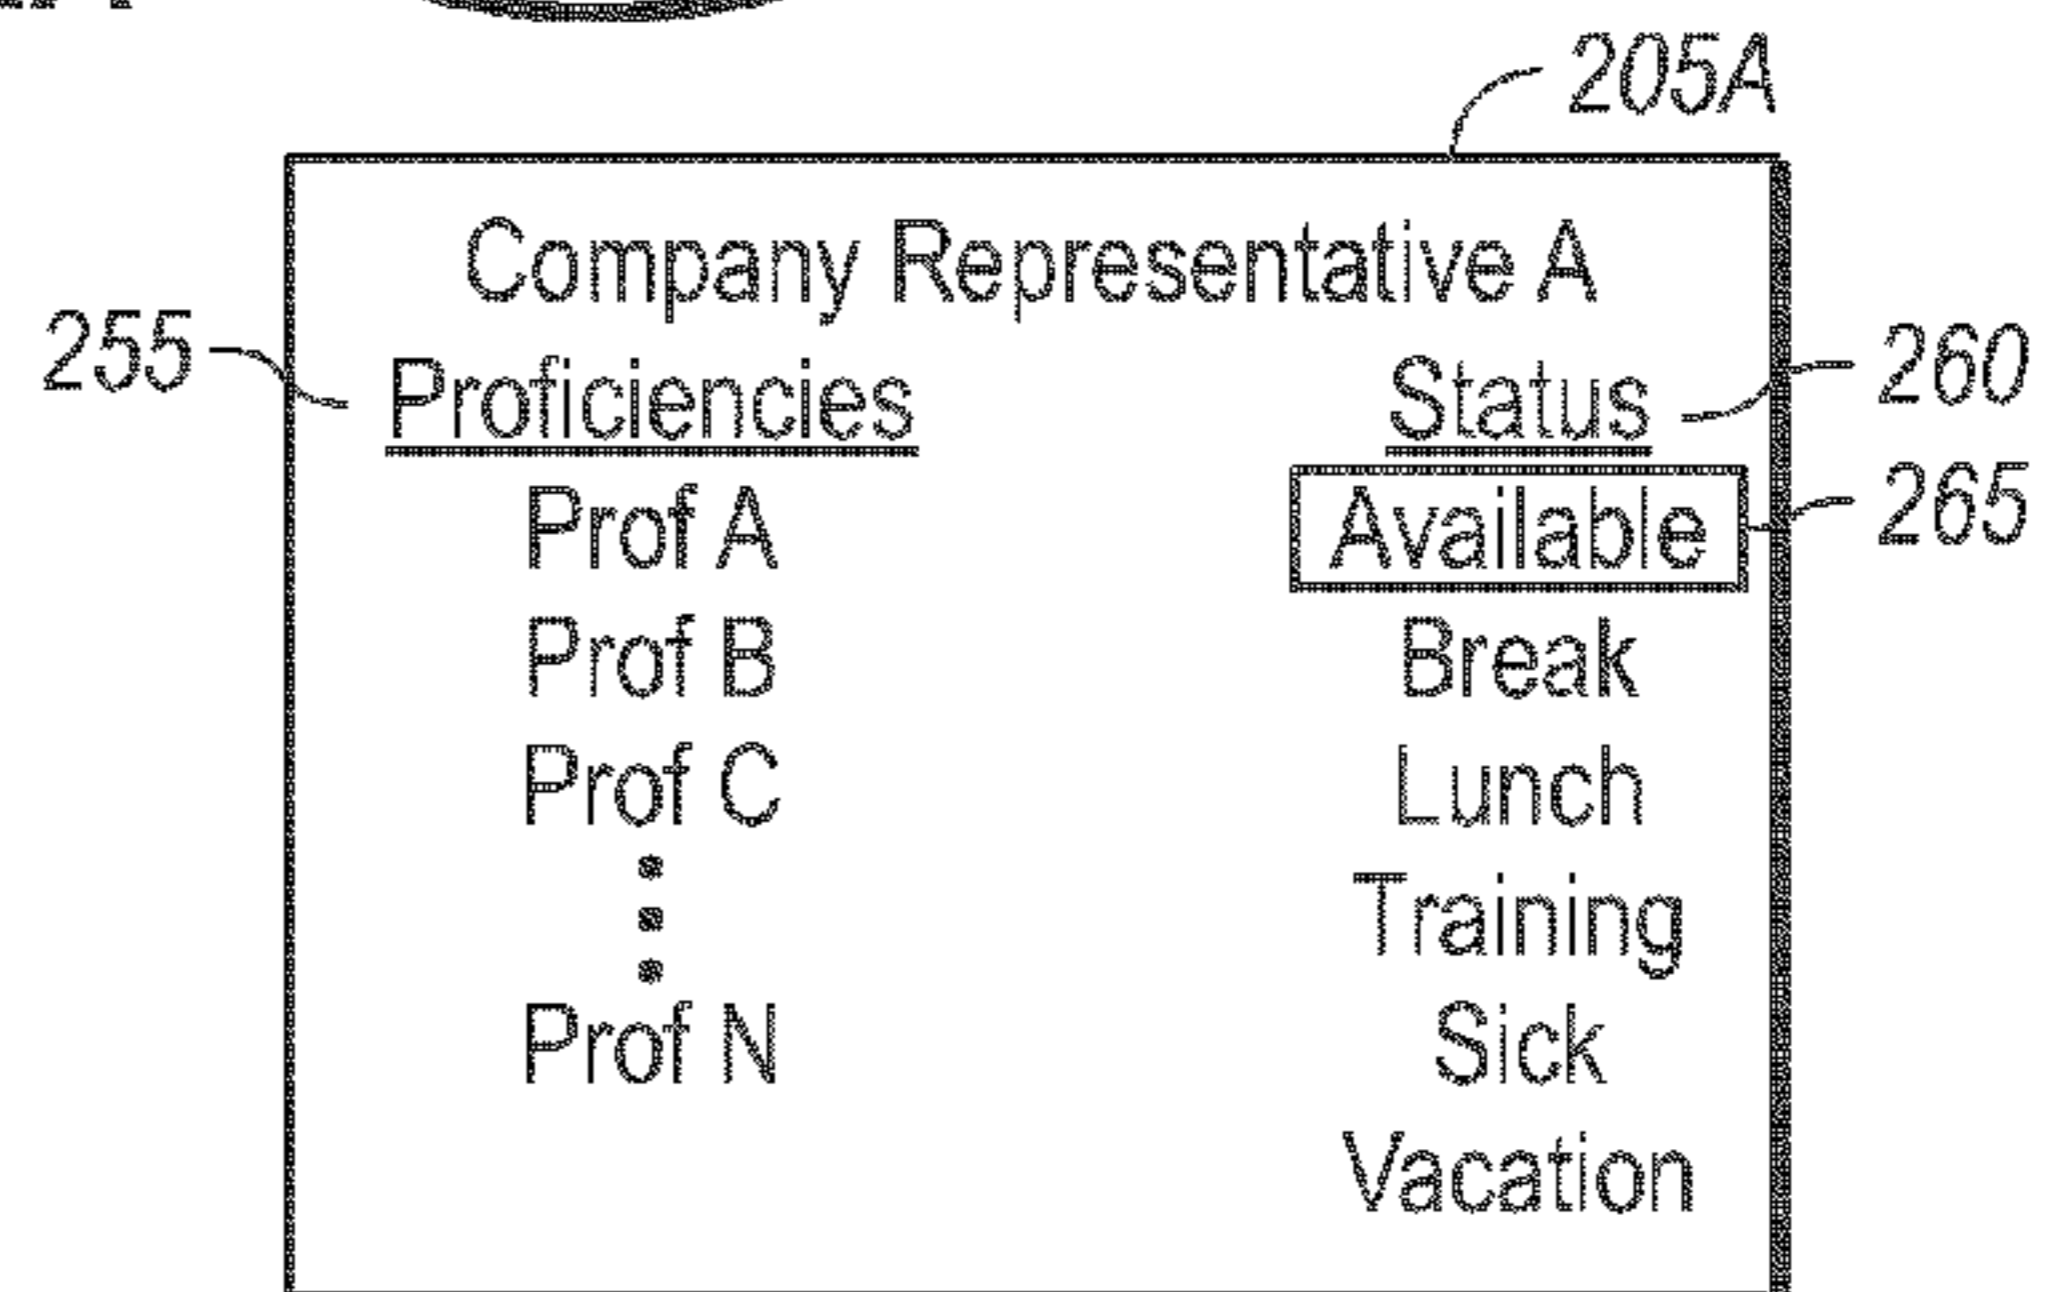 205A
Company Representative A
255 Proficiencies Status 260
Prof A Available 265
Prof B Break
Prof C Lunch
Training
Prof N Sick
Vacation